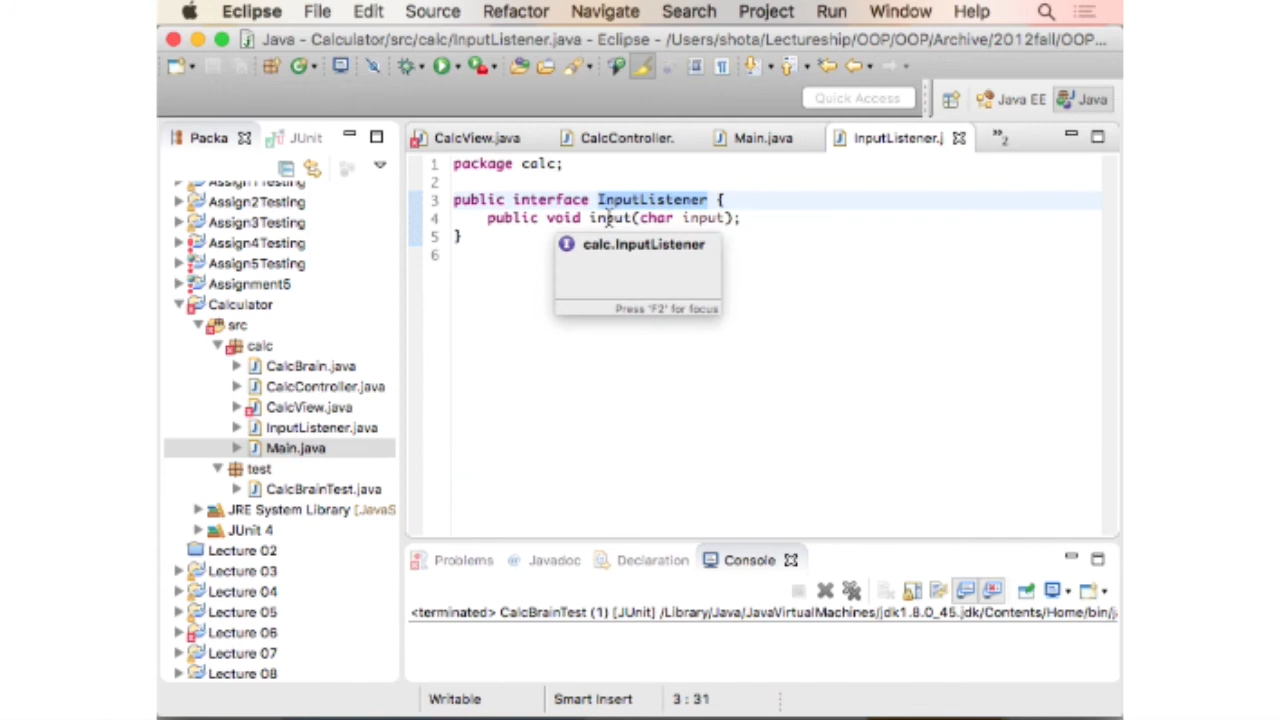 Eclipse File Edit Source Refactor Navigate Search Project Run Window Help
Java - Calculator/src/calc/InputListener.java - Eclipse - /Users/shota/Lectureship/OOP/OOP/Archive/2012fall/OOP...
Quick Access
Java EE
Java
Packa
JUnit
CalcView.java
CalcController.
Main.java
InputListener.j
»2
Assign1Testing
Assign2Testing
Assign3Testing
Assign4Testing
Assign5Testing
Assignment5
Calculator
src
calc
CalcBrain.java
CalcController.java
CalcView.java
InputListener.java
Main.java
test
CalcBrainTest.java
JRE System Library [JavaS
JUnit 4
Lecture 02
Lecture 03
Lecture 04
Lecture 05
Lecture 06
Lecture 07
Lecture 08
1 package calc;
2
3 public interface InputListener {
4 public void input(char input);
5 }
6
calc.InputListener
Press 'F2' for focus
Problems
Javadoc
Declaration
Console
<terminated> CalcBrainTest (1) [JUnit] /Library/Java/JavaVirtualMachines/jdk1.8.0_45.jdk/Contents/Home/bin/j
Writable
Smart Insert
3 : 31